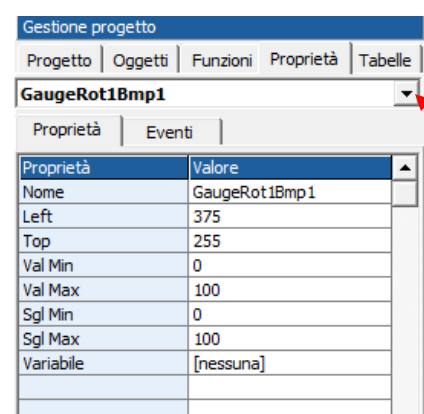 Gestione progetto
Progetto Oggetti Funzioni Proprietà Tabelle
GaugeRot1Bmp1
Proprietà Eventi
Proprietà Valore
Nome GaugeRot1Bmp1
Left 375
Top 255
Val Min 0
Val Max 100
Sgl Min 0
Sgl Max 100
Variabile [nessuna]